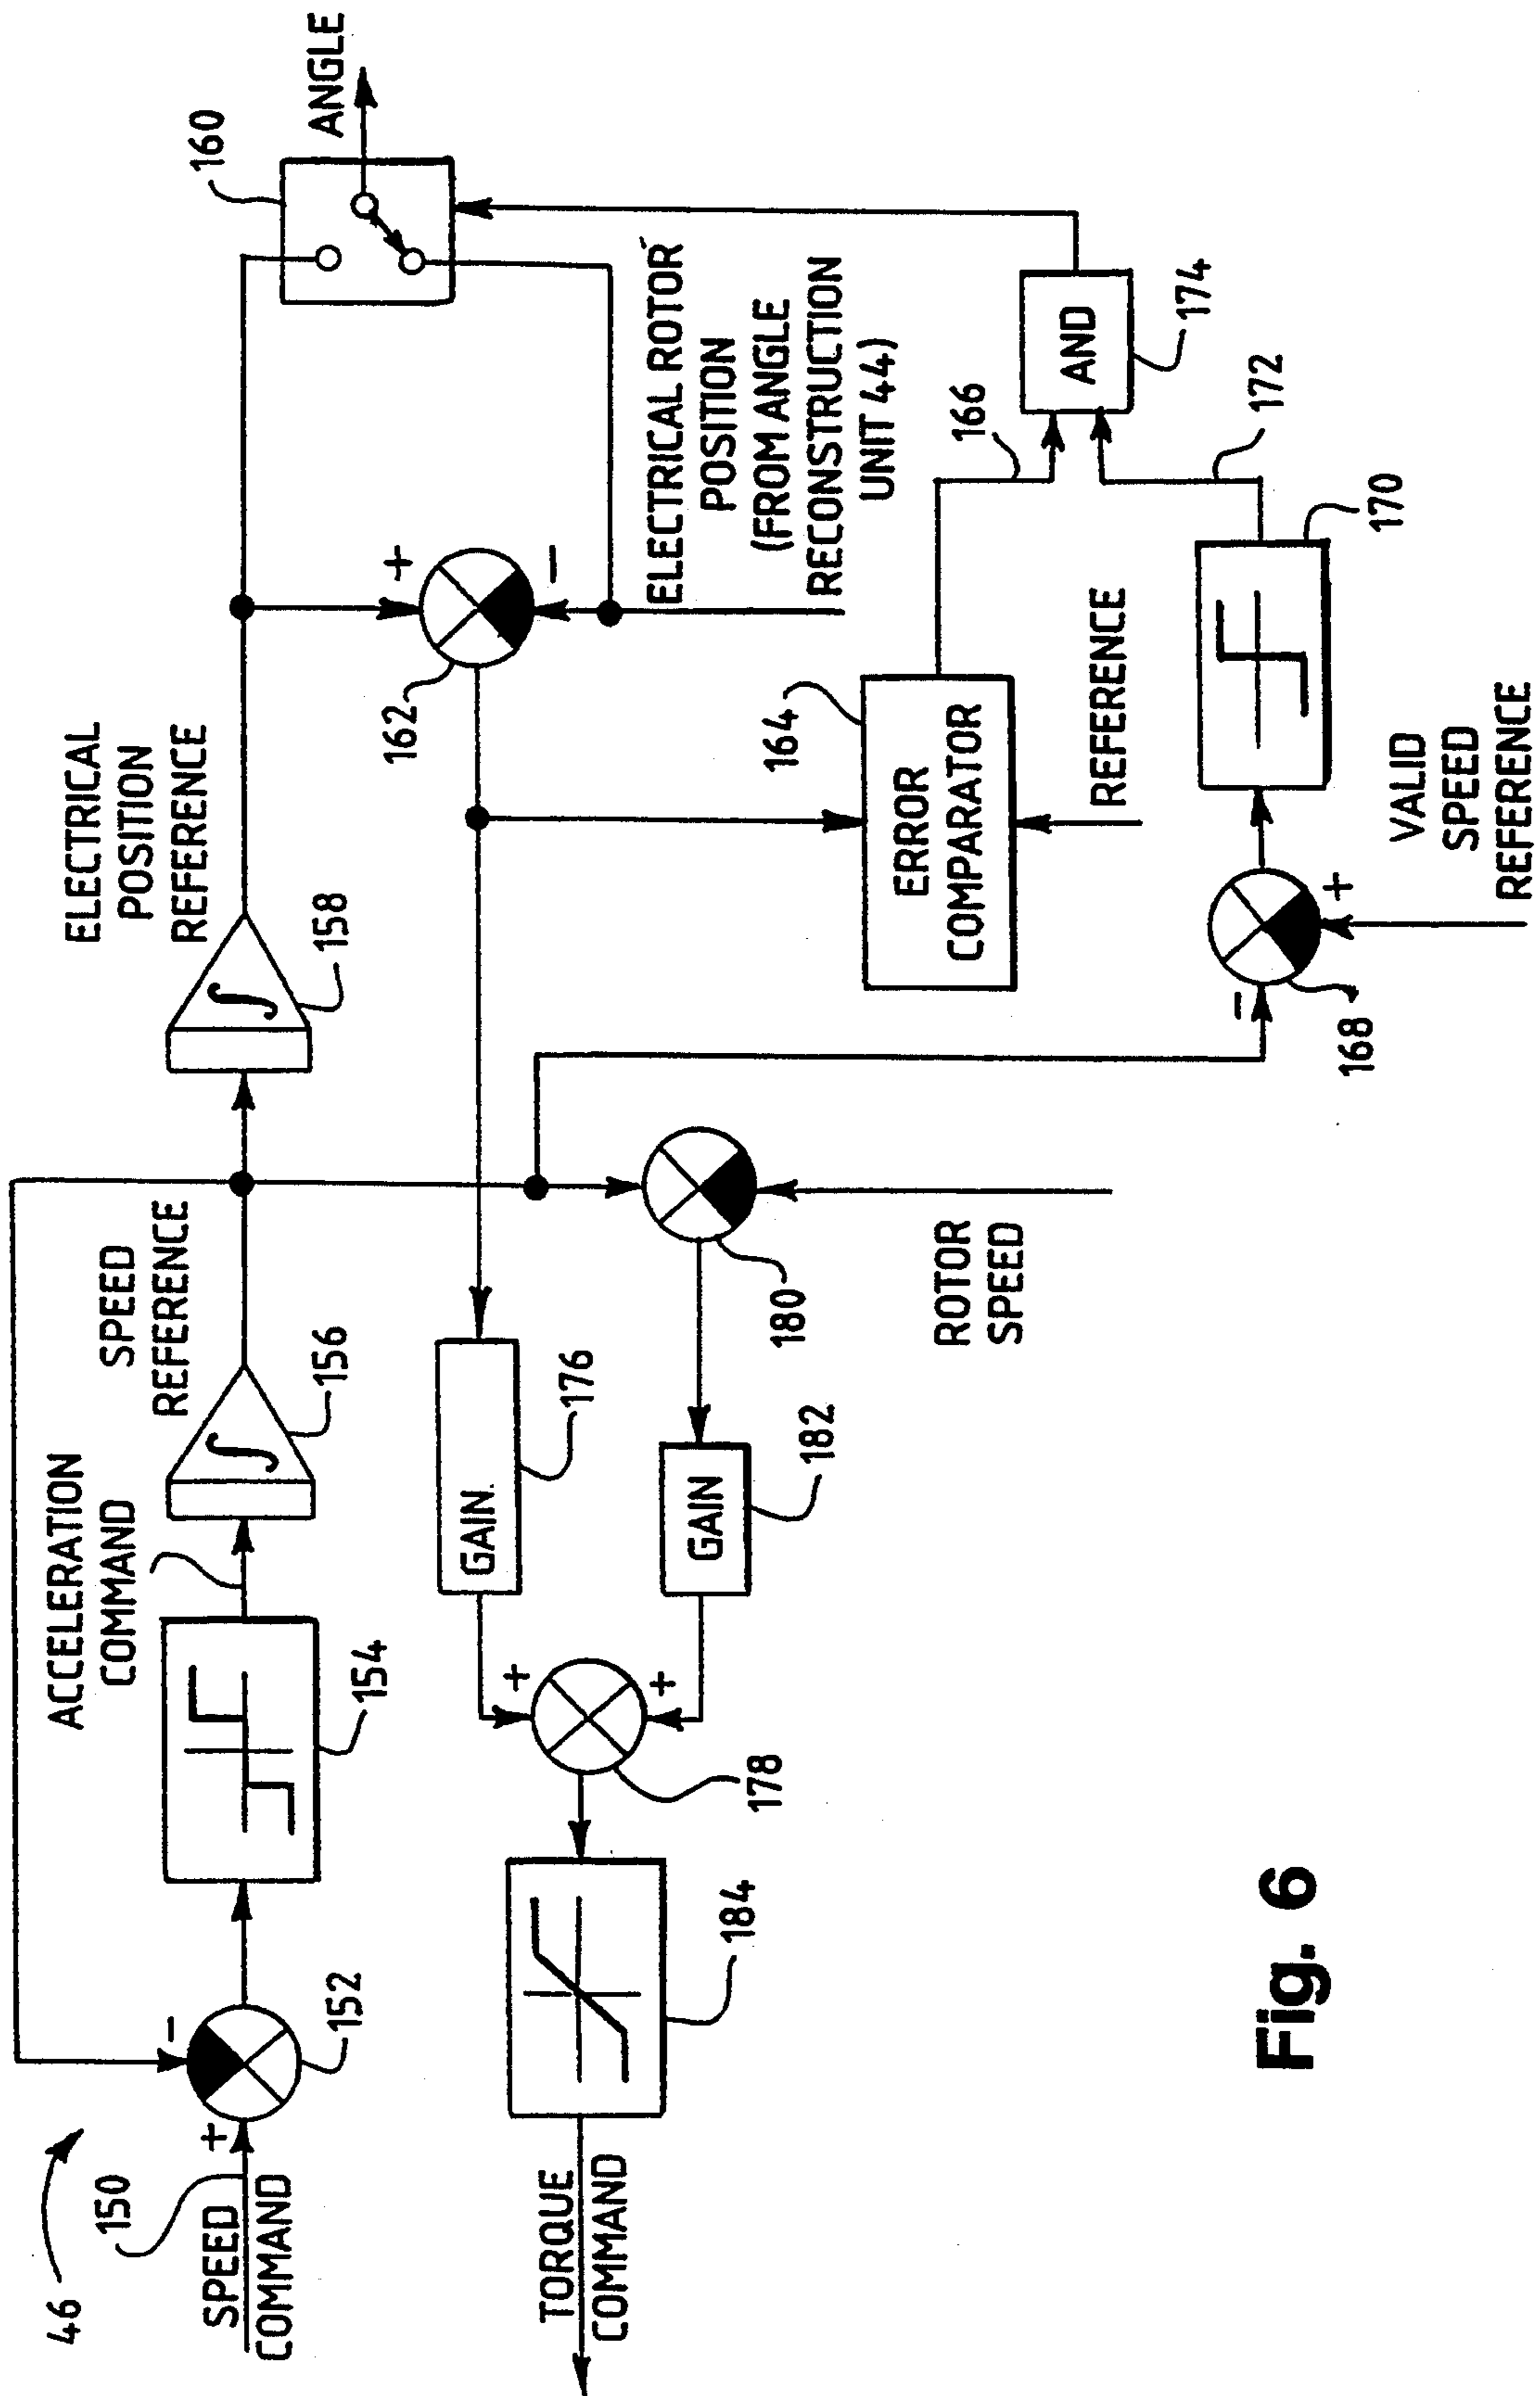 46
150
SPEED
COMMAND
+
−
152
154
ACCELERATION
COMMAND
156
SPEED
REFERENCE
158
ELECTRICAL
POSITION
REFERENCE
160
ANGLE
162
+
−
ELECTRICAL ROTOR
POSITION
(FROM ANGLE
RECONSTRUCTION
UNIT 44)
164
ERROR
COMPARATOR
REFERENCE
166
AND
174
172
170
−
+
168
VALID
SPEED
REFERENCE
GAIN
176
180
ROTOR
SPEED
GAIN
182
+
+
178
184
TORQUE
COMMAND
Fig. 6